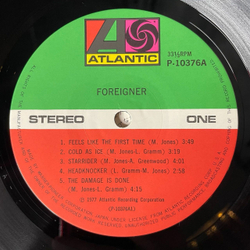 ATLANTIC
33⅓RPM
P-10376A
FOREIGNER
STEREO
ONE
1. FEELS LIKE THE FIRST TIME (M. Jones) 3:49
2. COLD AS ICE (M. Jones-L. Gramm) 3:19
3. STARRIDER (M. Jones-A. Greenwood) 4:01
4. HEADKNOCKER (L. Gramm-M. Jones) 2:58
5. THE DAMAGE IS DONE
(M. Jones-L. Gramm) 4:15
Ⓟ 1977 Atlantic Recording Corporation